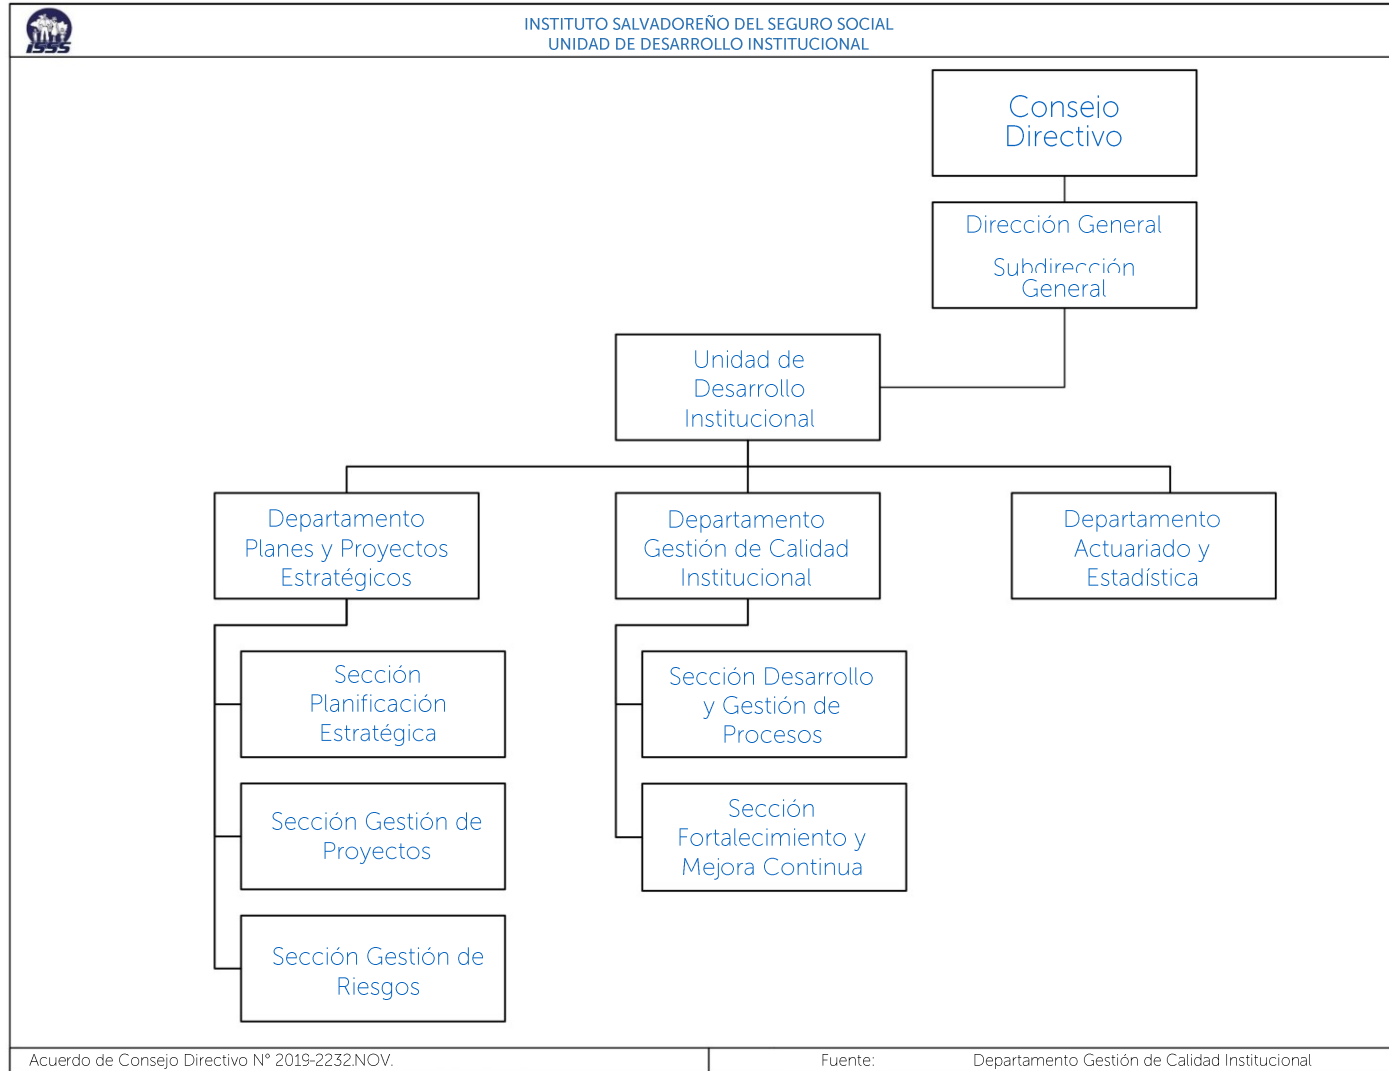 ISSS
INSTITUTO SALVADOREÑO DEL SEGURO SOCIAL
UNIDAD DE DESARROLLO INSTITUCIONAL
Consejo
Directivo
Dirección General
Subdirección
General
Unidad de
Desarrollo
Institucional
Departamento
Planes y Proyectos
Estratégicos
Departamento
Gestión de Calidad
Institucional
Departamento
Actuariado y
Estadística
Sección
Planificación
Estratégica
Sección Desarrollo
y Gestión de
Procesos
Sección Gestión de
Proyectos
Sección
Fortalecimiento y
Mejora Continua
Sección Gestión de
Riesgos
Acuerdo de Consejo Directivo N° 2019-2232.NOV.
Fuente: Departamento Gestión de Calidad Institucional